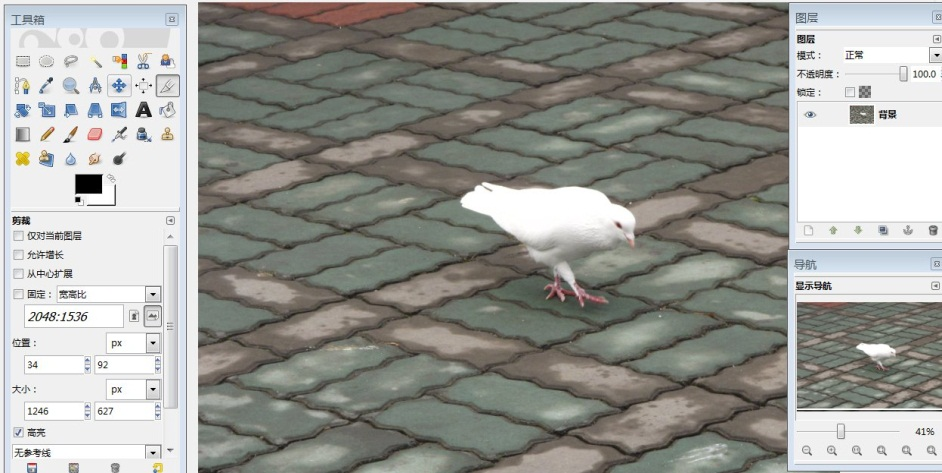 工具箱
剪裁
仅对当前图层
允许增长
从中心扩展
固定： 宽高比
2048:1536
位置： px
34 92
大小： px
1246 627
高亮
无参考线
图层
图层
模式： 正常
不透明度： 100.0
锁定：
背景
导航
显示导航
41%